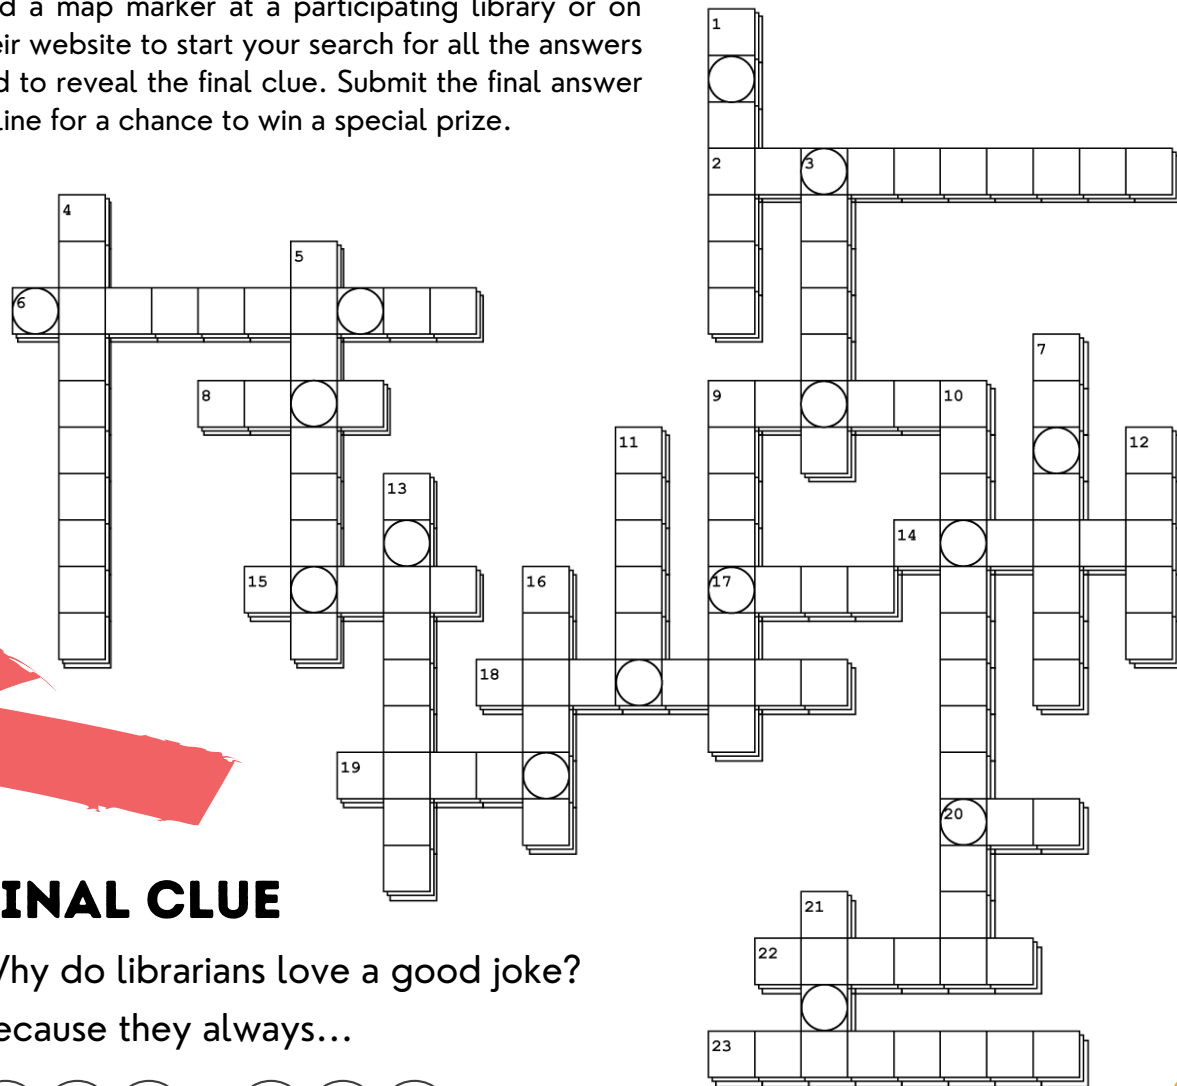 d a map marker at a participating library or on
eir website to start your search for all the answers
d to reveal the final clue. Submit the final answer
line for a chance to win a special prize.
1
2 3
4
5
6
7
8 9 10
11 12
13
14
15 16 17
18
19
20
INAL CLUE
Why do librarians love a good joke?
ecause they always...
21
22
23